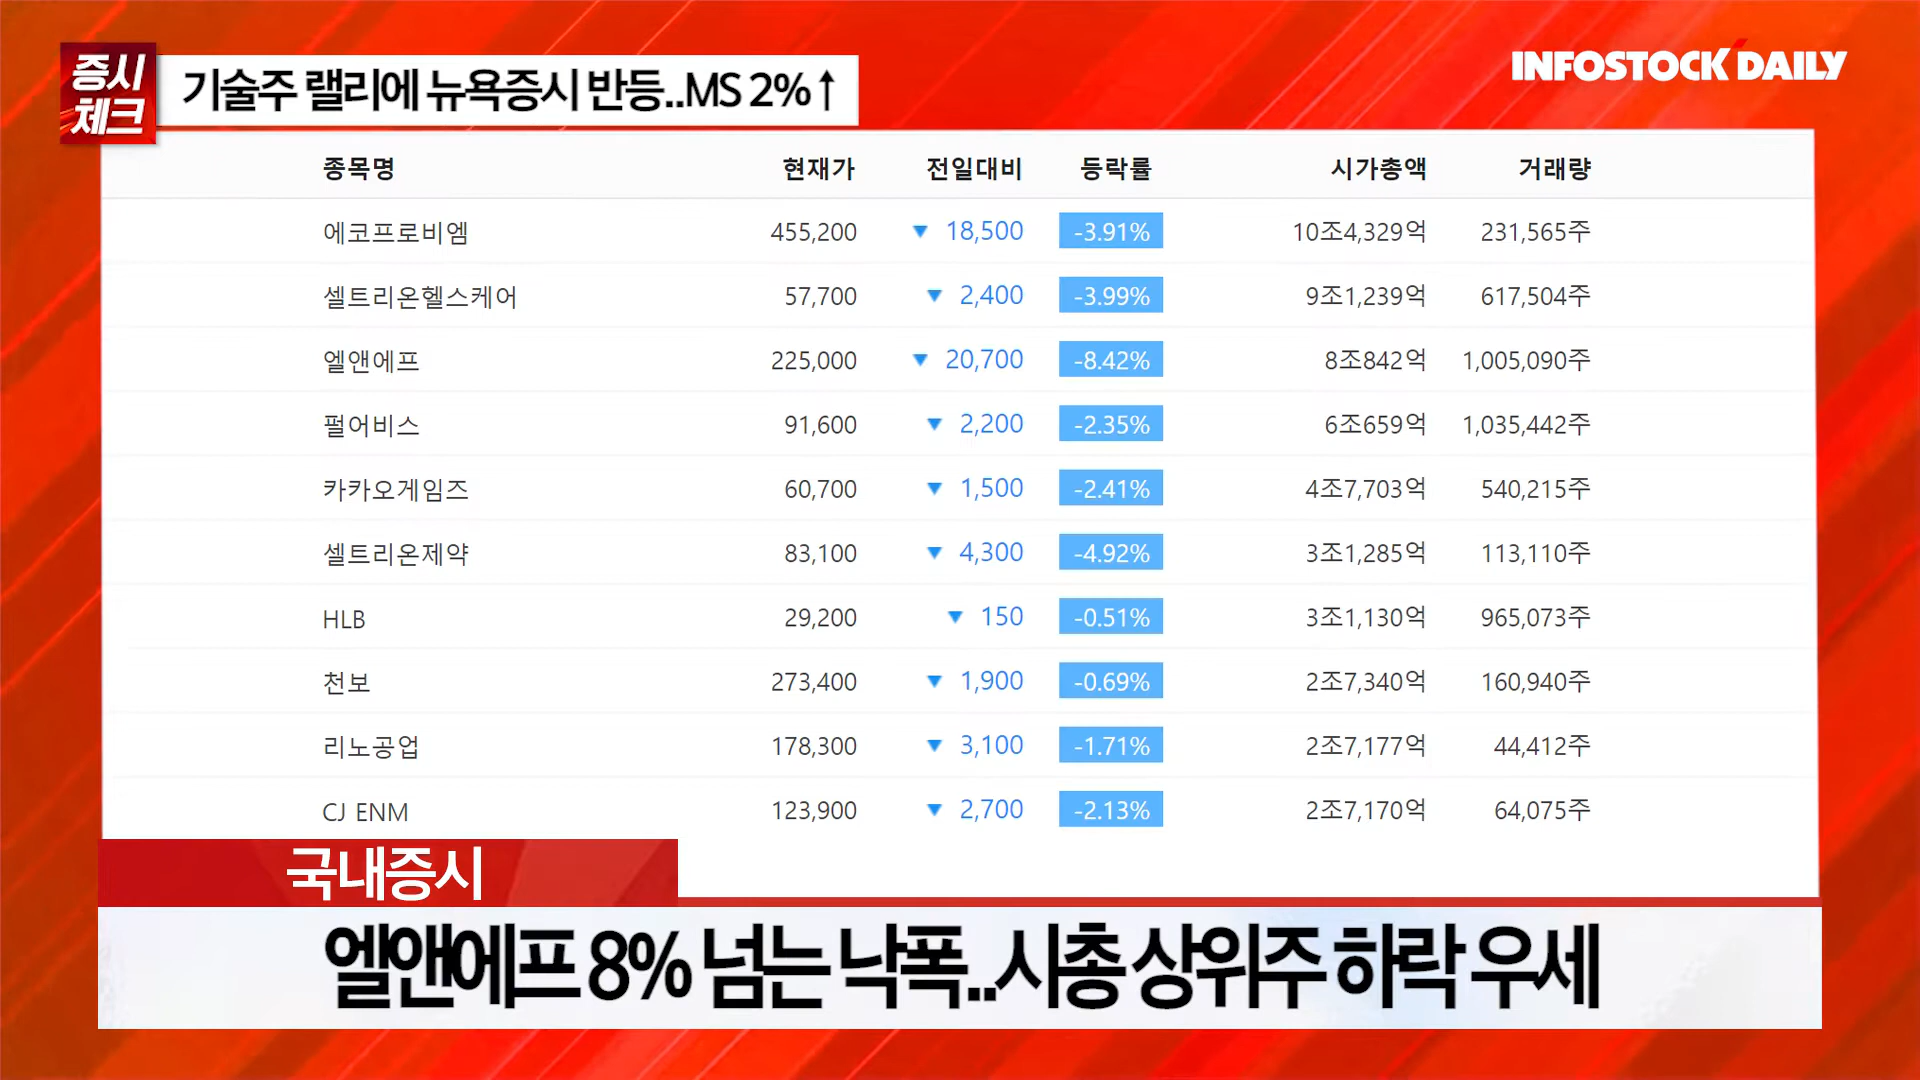 증시
체크
기술주 랠리에 뉴욕증시 반등..MS 2%↑
INFOSTOCK DAILY
종목명 현재가 전일대비 등락률 시가총액 거래량
에코프로비엠 455,200 ▼ 18,500 -3.91% 10조4,329억 231,565주
셀트리온헬스케어 57,700 ▼ 2,400 -3.99% 9조1,239억 617,504주
엘앤에프 225,000 ▼ 20,700 -8.42% 8조842억 1,005,090주
펄어비스 91,600 ▼ 2,200 -2.35% 6조659억 1,035,442주
카카오게임즈 60,700 ▼ 1,500 -2.41% 4조7,703억 540,215주
셀트리온제약 83,100 ▼ 4,300 -4.92% 3조1,285억 113,110주
HLB 29,200 ▼ 150 -0.51% 3조1,130억 965,073주
천보 273,400 ▼ 1,900 -0.69% 2조7,340억 160,940주
리노공업 178,300 ▼ 3,100 -1.71% 2조7,177억 44,412주
CJ ENM 123,900 ▼ 2,700 -2.13% 2조7,170억 64,075주
국내증시
엘앤에프 8% 넘는 낙폭..시총 상위주 하락 우세